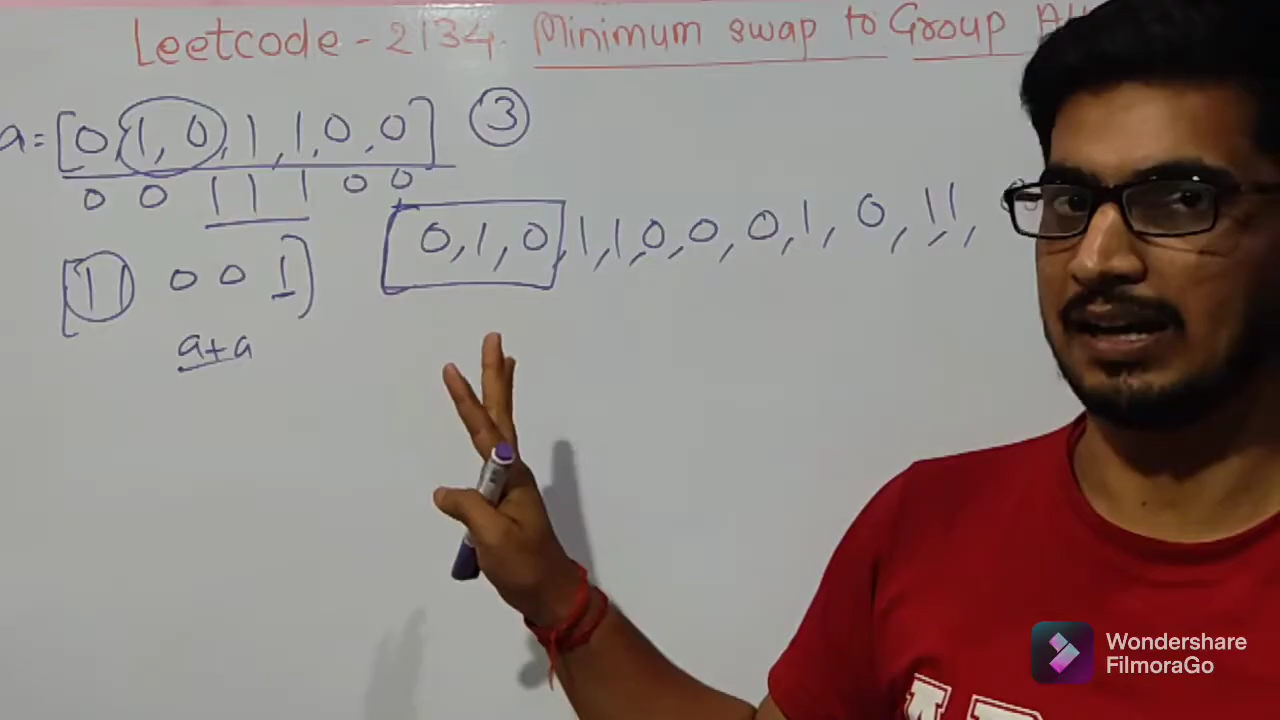 Leetcode - 2134. Minimum swap to Group
a = [0, 1, 0, 1, 1, 0, 0] 3
0 0 1 1 1 0 0
0, 1, 0, 1, 1, 0, 0, 0, 1, 0, 1, 1,
[1 1 0 0 1]
a+a
Wondershare
FilmoraGo